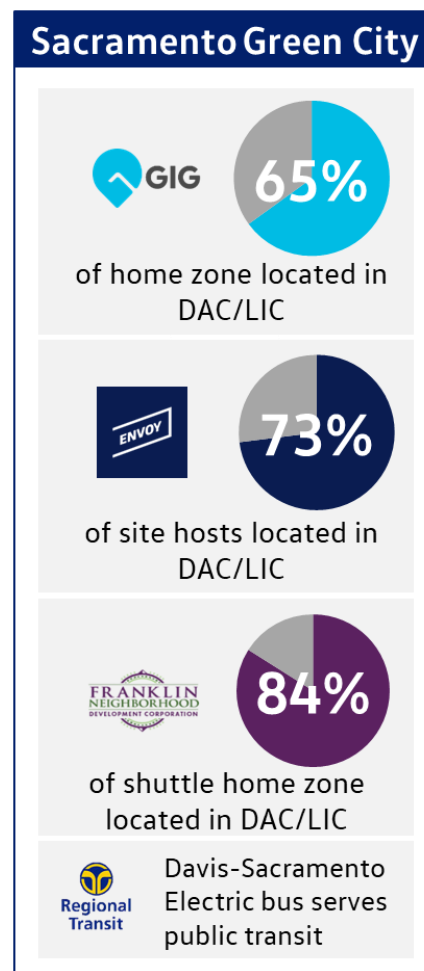 Sacramento Green City
GIG
65%
of home zone located in
DAC/LIC
ENVOY
73%
of site hosts located in
DAC/LIC
FRANKLIN
NEIGHBORHOOD
DEVELOPMENT CORPORATION
84%
of shuttle home zone
located in DAC/LIC
Regional
Transit
Davis-Sacramento
Electric bus serves
public transit